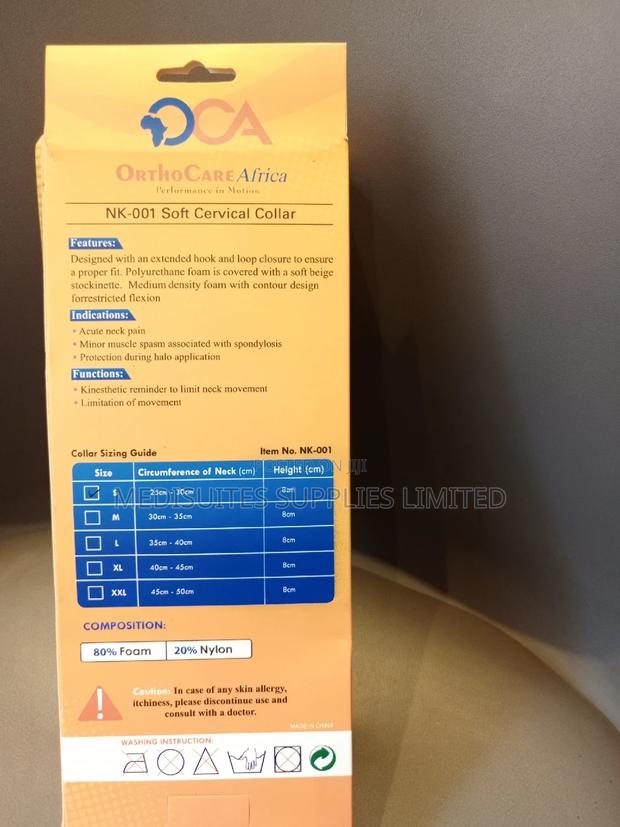 OCA
ORTHOCARE Africa
Performance in Motion
NK-001 Soft Cervical Collar
Features:
Designed with an extended hook and loop closure to ensure
a proper fit. Polyurethane foam is covered with a soft beige
stockinette. Medium density foam with contour design
forrestricted flexion
Indications:
• Acute neck pain
• Minor muscle spasm associated with spondylosis
• Protection during halo application
Functions:
• Kinesthetic reminder to limit neck movement
• Limitation of movement
Collar Sizing Guide Item No. NK-001
Size Circumference of Neck (cm) Height (cm)
S 25cm - 30cm 8cm
MEDISUITES SUPPLIES LIMITED
M 30cm - 35cm 8cm
L 35cm - 40cm 8cm
XL 40cm - 45cm 8cm
XXL 45cm - 50cm 8cm
COMPOSITION:
80% Foam 20% Nylon
Caution: In case of any skin allergy,
itchiness, please discontinue use and
consult with a doctor.
MADE IN CHINA
WASHING INSTRUCTION: